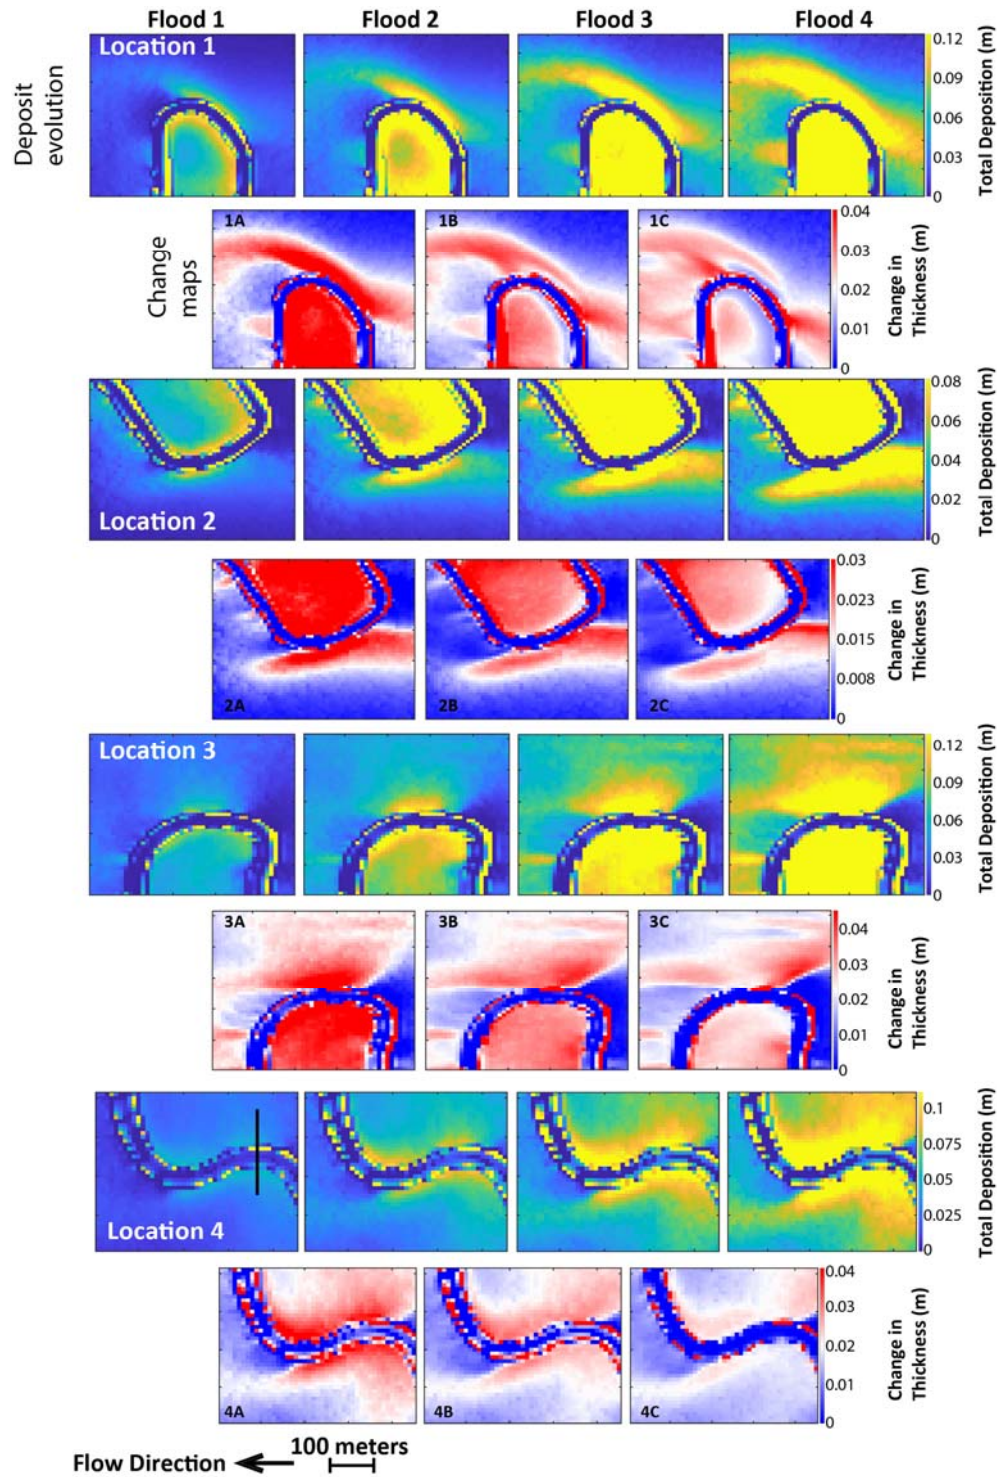 Flood 1 Flood 2 Flood 3 Flood 4
Location 1
Deposit
evolution
0.12
0.09
0.06
0.03
0
Total Deposition (m)
Change
maps
1A 1B 1C
0.04
0.03
0.02
0.01
0
Change in
Thickness (m)
Location 2
0.08
0.06
0.04
0.02
0
Total Deposition (m)
2A 2B 2C
0.03
0.023
0.015
0.008
0
Change in
Thickness (m)
Location 3
0.12
0.09
0.06
0.03
0
Total Deposition (m)
3A 3B 3C
0.04
0.03
0.02
0.01
0
Change in
Thickness (m)
Location 4
0.1
0.075
0.05
0.025
0
Total Deposition (m)
4A 4B 4C
0.04
0.03
0.02
0.01
0
Change in
Thickness (m)
Flow Direction
100 meters